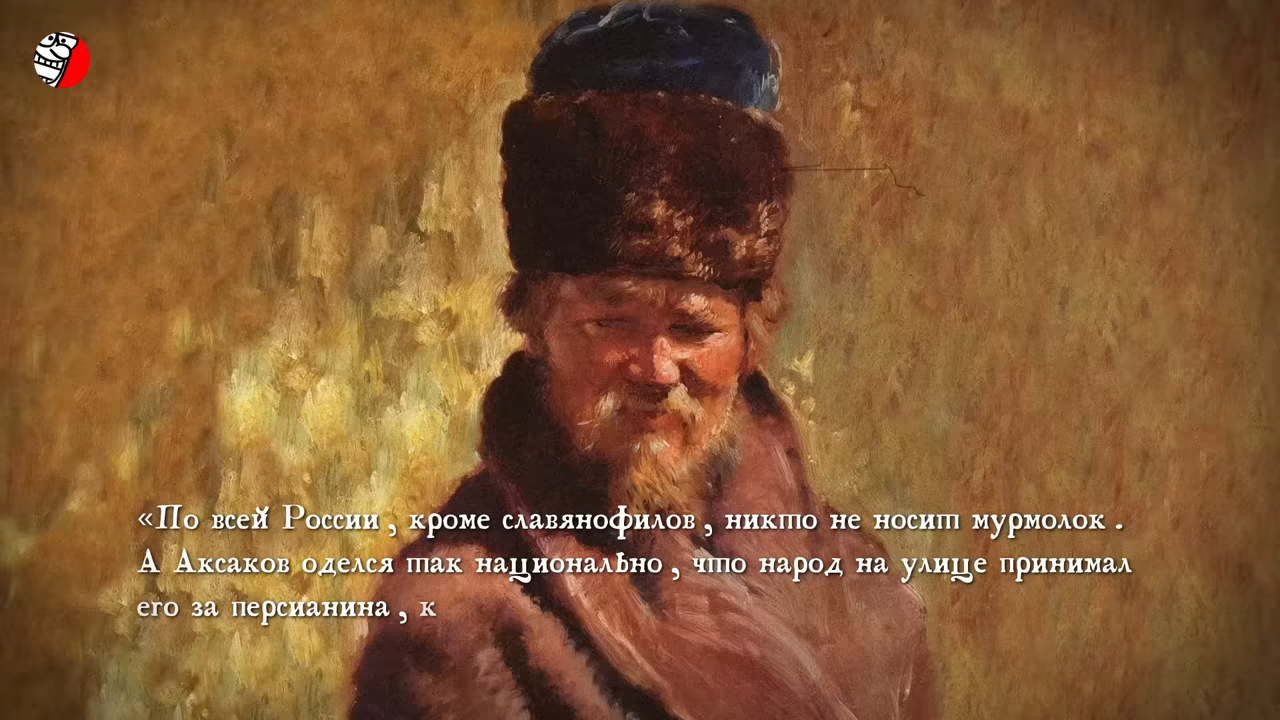 «По всей России, кроме славянофилов, никто не носит мурмолок.
А Аксаков оделся так национально, что народ на улице принимал
его за персианина, к